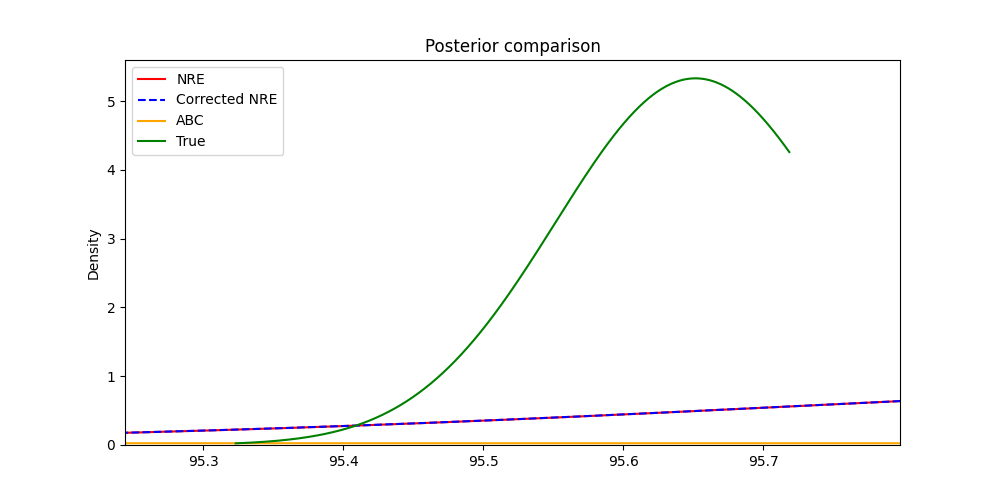 Posterior comparison
NRE
Corrected NRE
ABC
True
Density
5
4
3
2
1
0
95.3 95.4 95.5 95.6 95.7